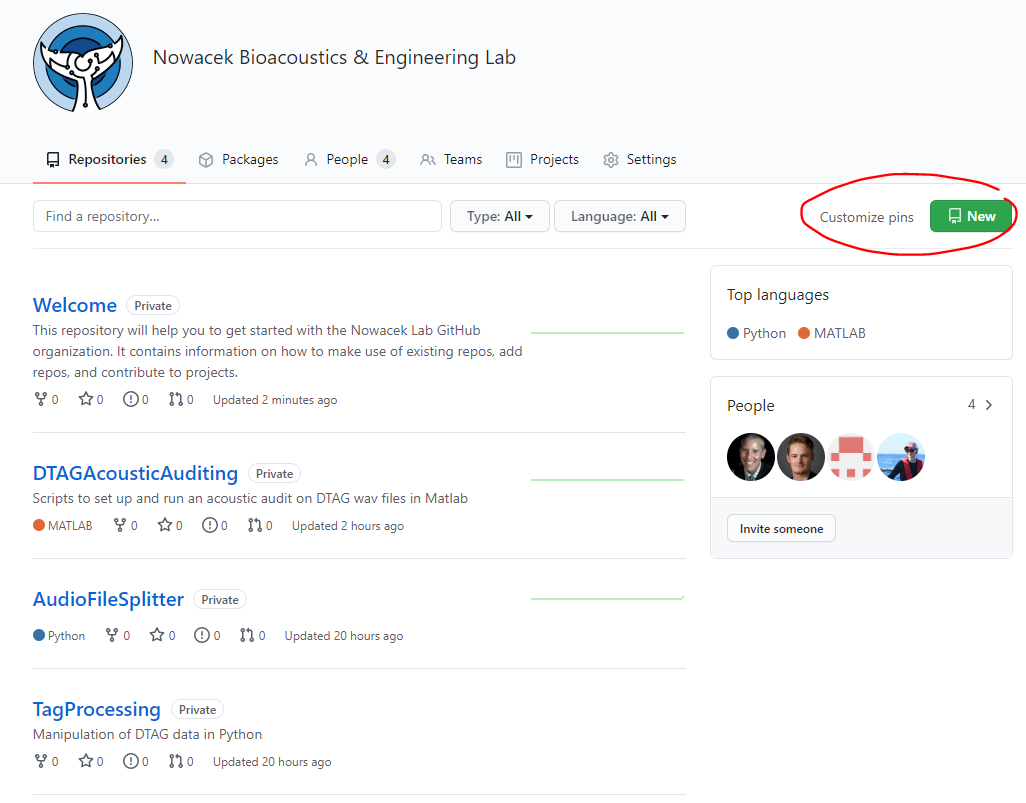 Nowacek Bioacoustics & Engineering Lab
Repositories 4 Packages People 4 Teams Projects Settings
Find a repository... Type: All Language: All Customize pins New
Welcome Private
This repository will help you to get started with the Nowacek Lab GitHub
organization. It contains information on how to make use of existing repos, add
repos, and contribute to projects.
0 0 0 0 Updated 2 minutes ago
DTAGAcousticAuditing Private
Scripts to set up and run an acoustic audit on DTAG wav files in Matlab
MATLAB 0 0 0 0 Updated 2 hours ago
AudioFileSplitter Private
Python 0 0 0 0 Updated 20 hours ago
TagProcessing Private
Manipulation of DTAG data in Python
0 0 0 0 Updated 20 hours ago
Top languages
Python MATLAB
People 4
Invite someone